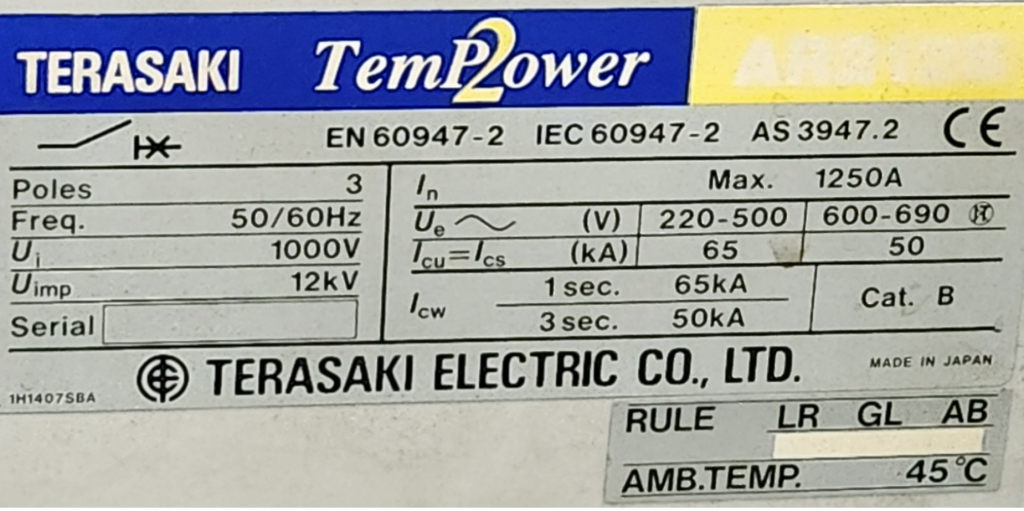 TERASAKI TemPower2
EN 60947-2 IEC 60947-2 AS 3947.2 CE
Poles 3
Freq. 50/60Hz
Ui 1000V
Uimp 12kV
Serial
In Max. 1250A
Ue ~ (V) 220-500 600-690
Icu=Ics (kA) 65 50
Icw 1 sec. 65kA
3 sec. 50kA
Cat. B
TERASAKI ELECTRIC CO., LTD.
MADE IN JAPAN
1H1407SBA
RULE LR GL AB
AMB.TEMP. 45°C